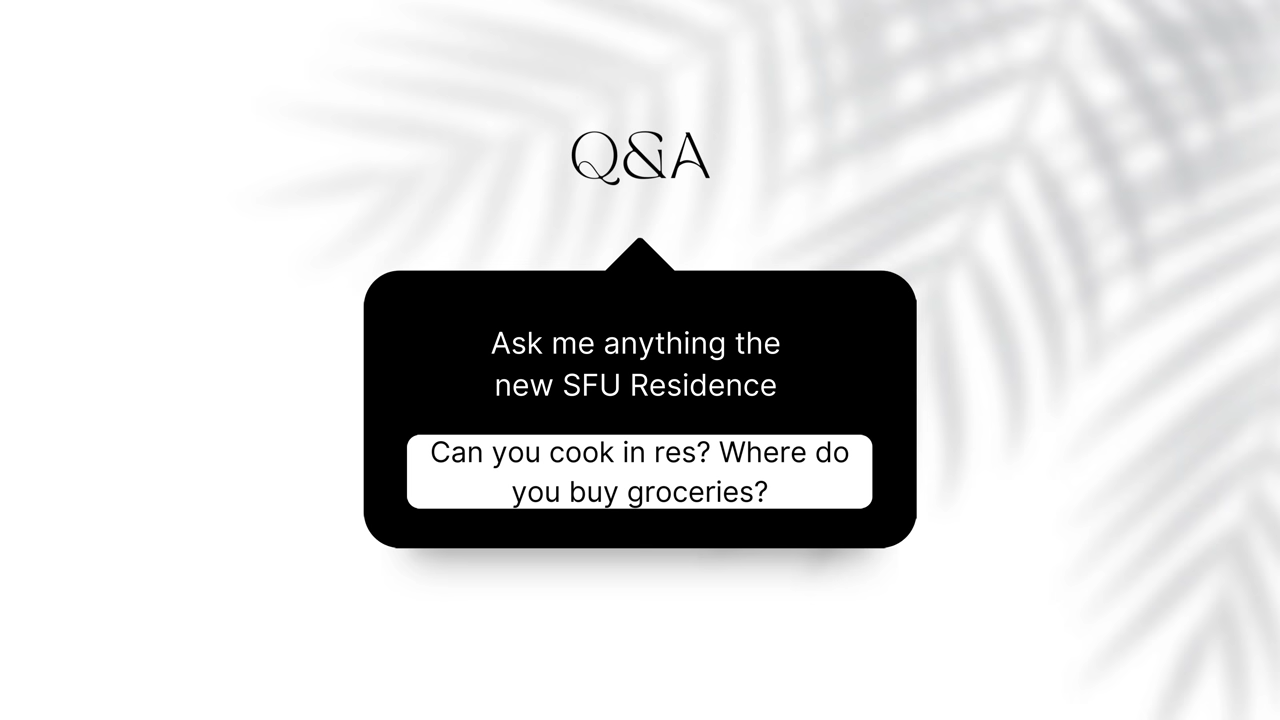 Q&A
Ask me anything the
new SFU Residence
Can you cook in res? Where do
you buy groceries?